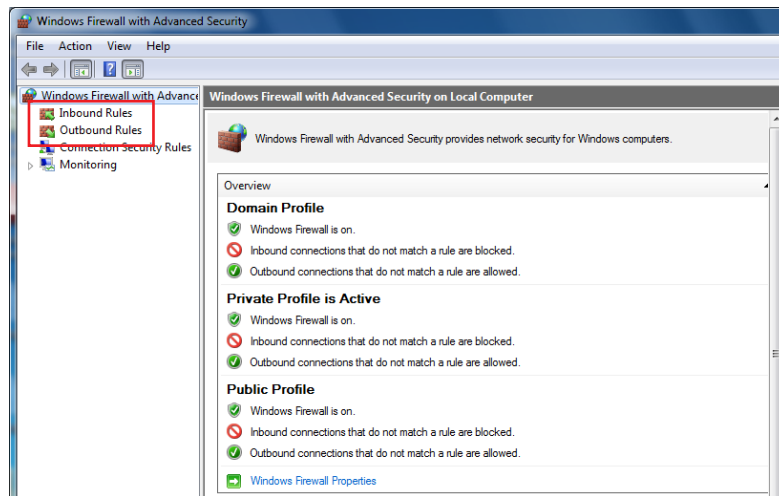 Windows Firewall with Advanced Security
File Action View Help
Windows Firewall with Advance
Inbound Rules
Outbound Rules
Connection Security Rules
Monitoring
Windows Firewall with Advanced Security on Local Computer
Windows Firewall with Advanced Security provides network security for Windows computers.
Overview
Domain Profile
Windows Firewall is on.
Inbound connections that do not match a rule are blocked.
Outbound connections that do not match a rule are allowed.
Private Profile is Active
Windows Firewall is on.
Inbound connections that do not match a rule are blocked.
Outbound connections that do not match a rule are allowed.
Public Profile
Windows Firewall is on.
Inbound connections that do not match a rule are blocked.
Outbound connections that do not match a rule are allowed.
Windows Firewall Properties